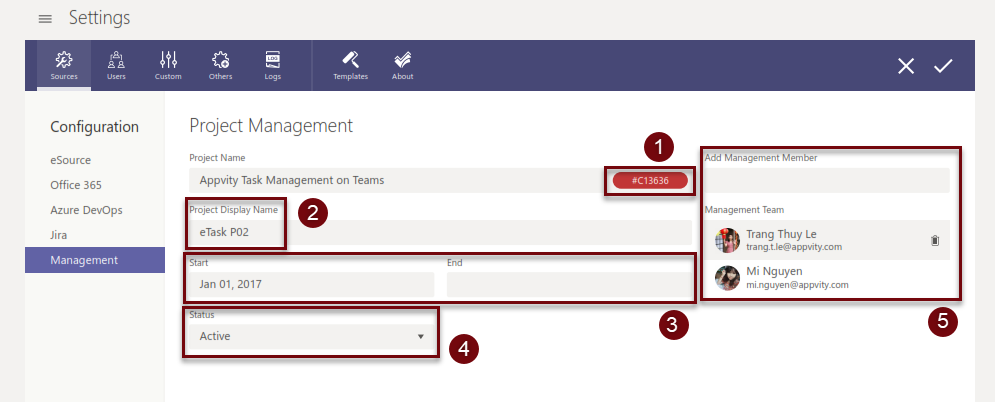 Settings
Sources
Users
Custom
Others
LOG
Logs
Templates
About
Configuration
eSource
Office 365
Azure DevOps
Jira
Management
Project Management
1
Project Name
Appvity Task Management on Teams
#C13636
Project Display Name
2
eTask P02
Start
End
Jan 01, 2017
3
Status
Active
4
Add Management Member
Management Team
Trang Thuy Le
trang.t.le@appvity.com
Mi Nguyen
mi.nguyen@appvity.com
5